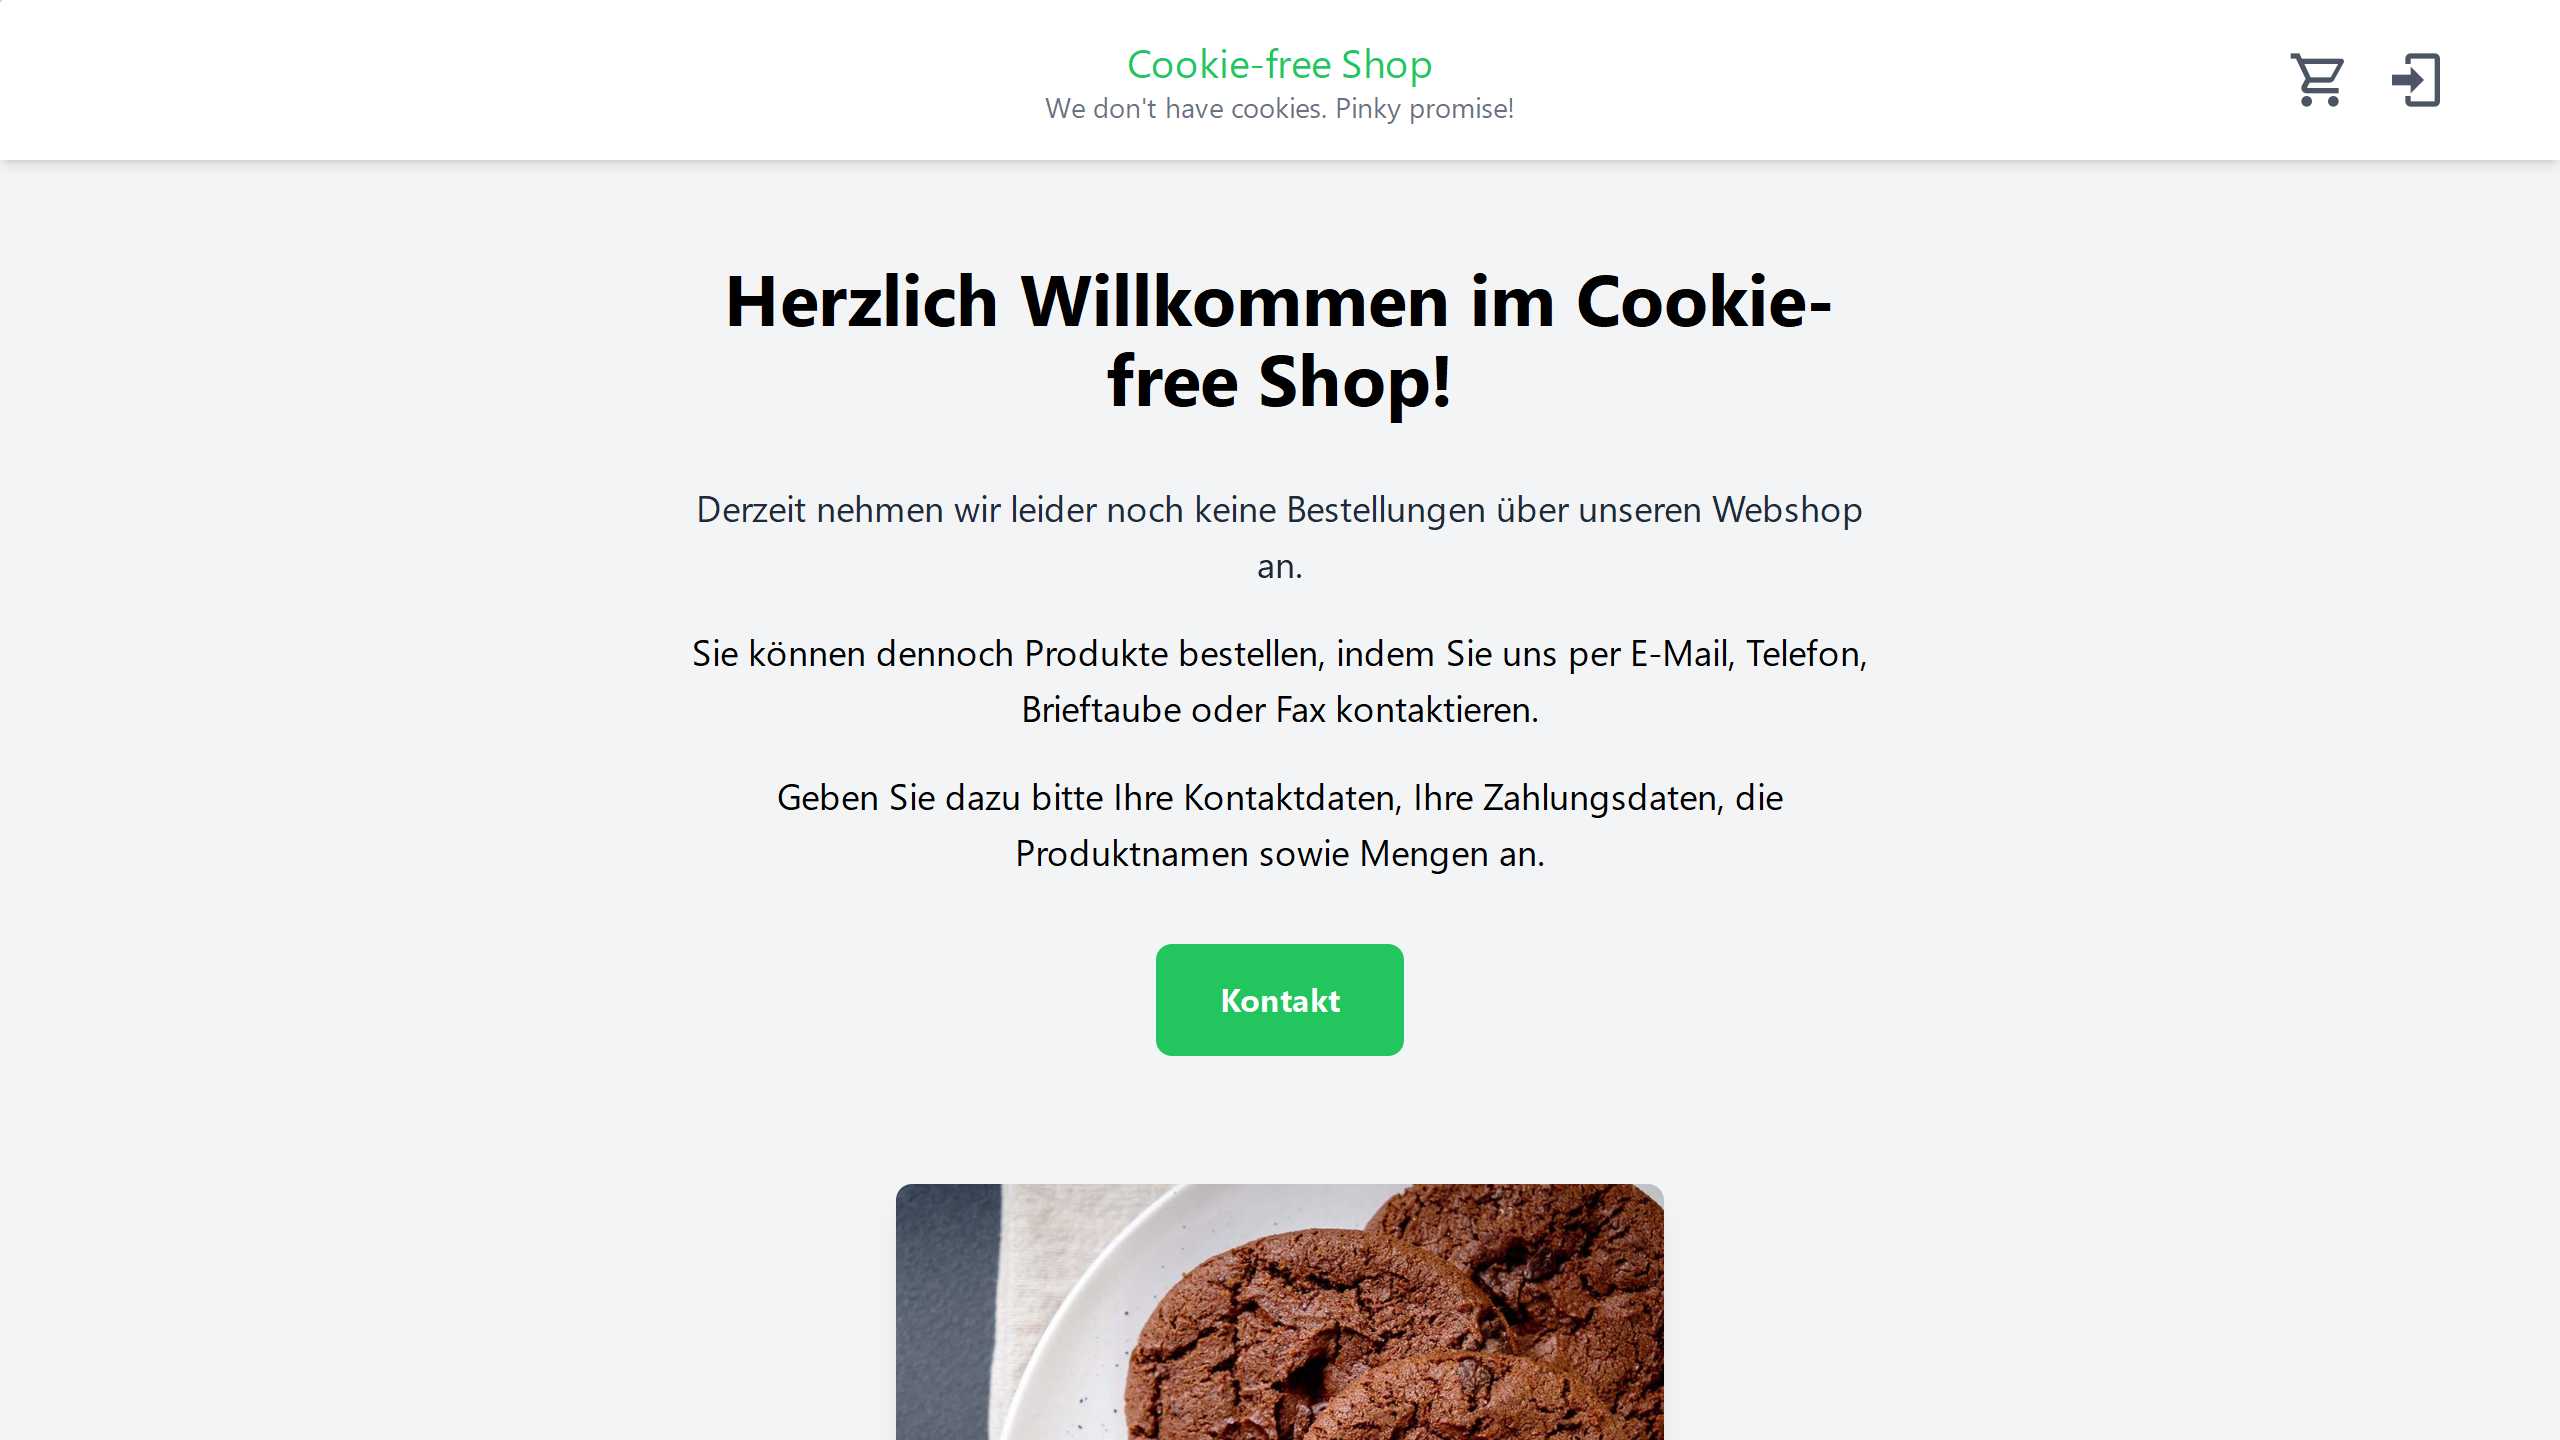 Cookie-free Shop
We don't have cookies. Pinky promise!
Herzlich Willkommen im Cookie-
free Shop!
Derzeit nehmen wir leider noch keine Bestellungen über unseren Webshop
an.
Sie können dennoch Produkte bestellen, indem Sie uns per E-Mail, Telefon,
Brieftaube oder Fax kontaktieren.
Geben Sie dazu bitte Ihre Kontaktdaten, Ihre Zahlungsdaten, die
Produktnamen sowie Mengen an.
Kontakt